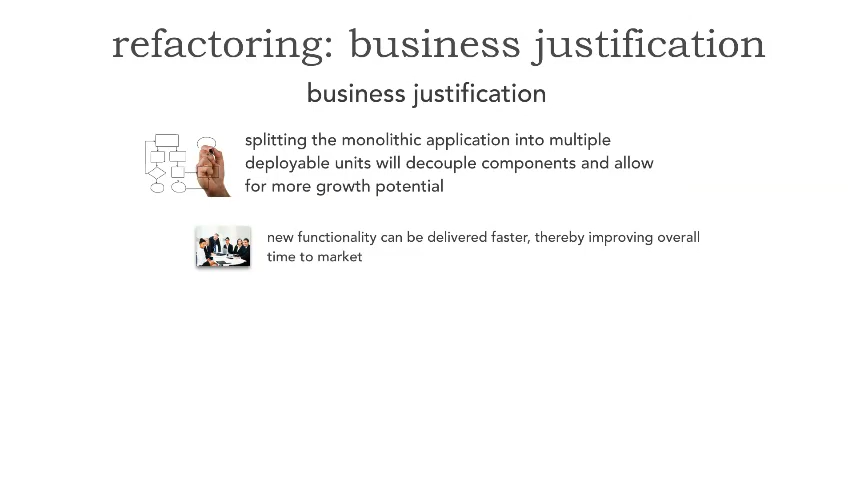 refactoring: business justification
business justification
splitting the monolithic application into multiple
deployable units will decouple components and allow
for more growth potential
new functionality can be delivered faster, thereby improving overall
time to market